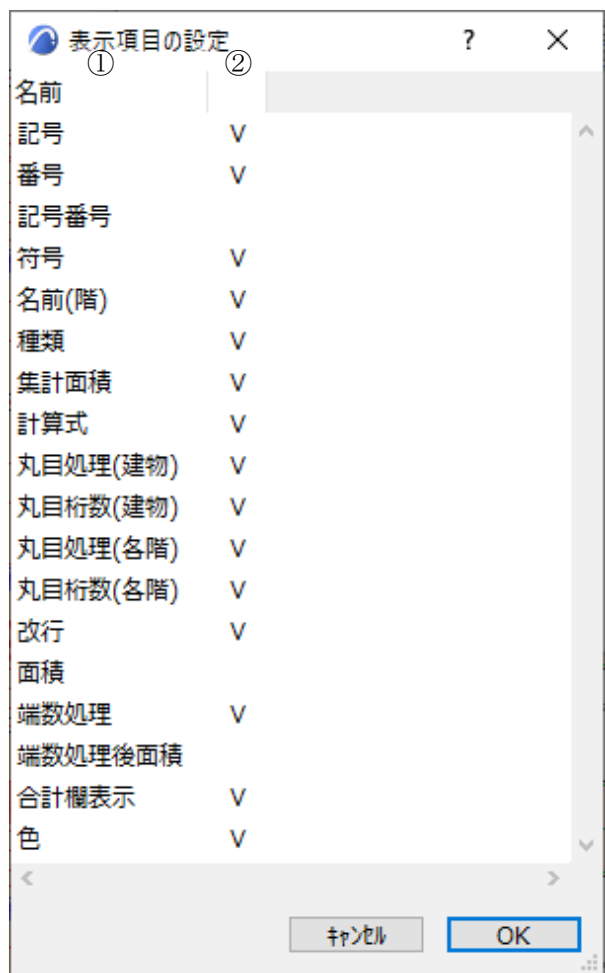 表示項目の設定 ? ×
① ②
名前
記号 V
番号 V
記号番号
符号 V
名前(階) V
種類 V
集計面積 V
計算式 V
丸目処理(建物) V
丸目桁数(建物) V
丸目処理(各階) V
丸目桁数(各階) V
改行 V
面積
端数処理 V
端数処理後面積
合計欄表示 V
色 V
ｷｬﾝｾﾙ OK